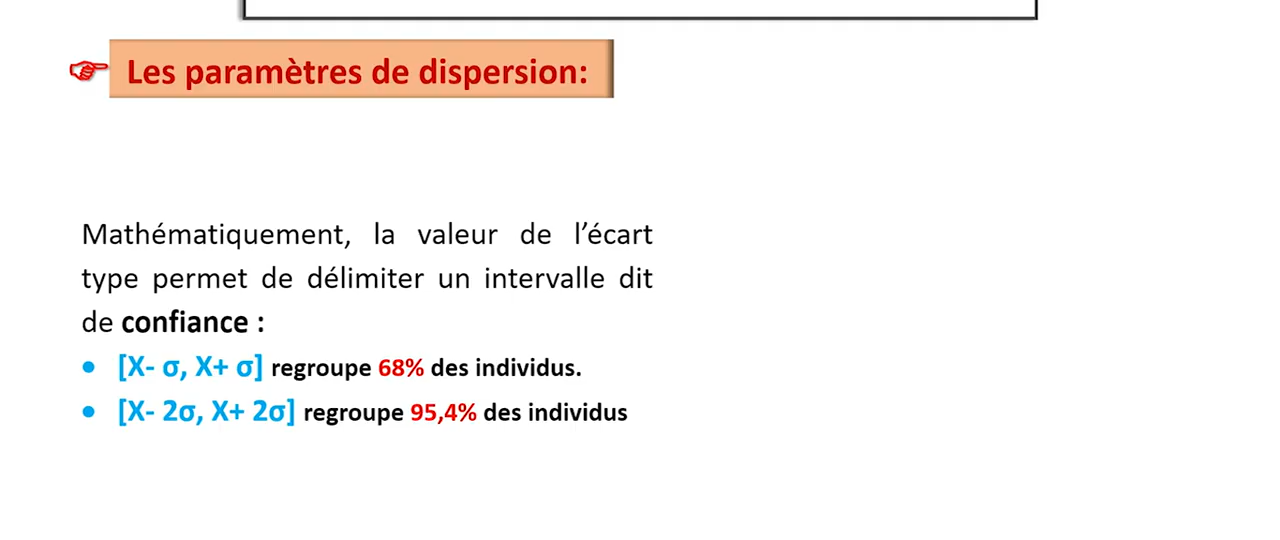 Les paramètres de dispersion:
Mathématiquement, la valeur de l’écart
type permet de délimiter un intervalle dit
de confiance :
• [X- σ, X+ σ] regroupe 68% des individus.
• [X- 2σ, X+ 2σ] regroupe 95,4% des individus